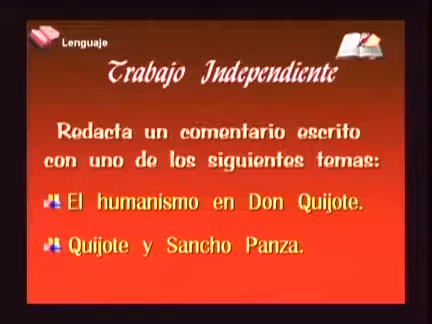 Lenguaje
Trabajo Independiente
Redacta un comentario escrito
con uno de los siguientes temas:
El humanismo en Don Quijote.
Quijote y Sancho Panza.